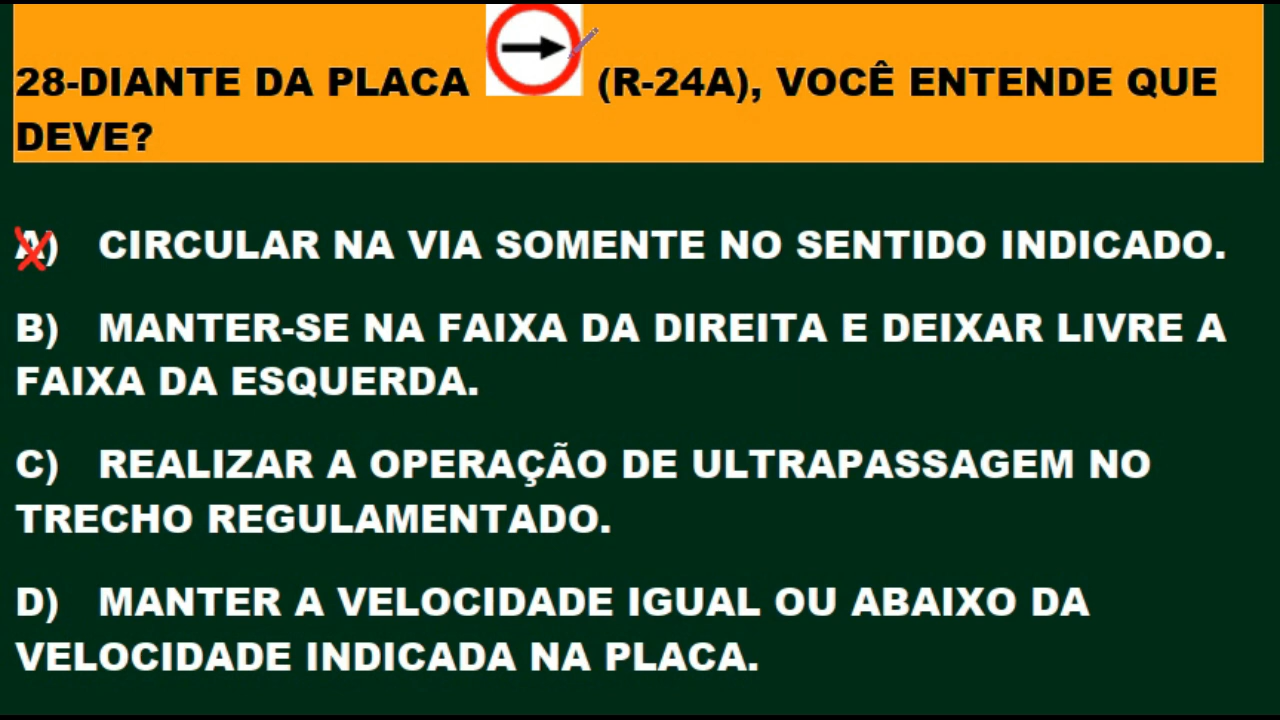 28-DIANTE DA PLACA (R-24A), VOCÊ ENTENDE QUE
DEVE?
A) CIRCULAR NA VIA SOMENTE NO SENTIDO INDICADO.
B) MANTER-SE NA FAIXA DA DIREITA E DEIXAR LIVRE A
FAIXA DA ESQUERDA.
C) REALIZAR A OPERAÇÃO DE ULTRAPASSAGEM NO
TRECHO REGULAMENTADO.
D) MANTER A VELOCIDADE IGUAL OU ABAIXO DA
VELOCIDADE INDICADA NA PLACA.